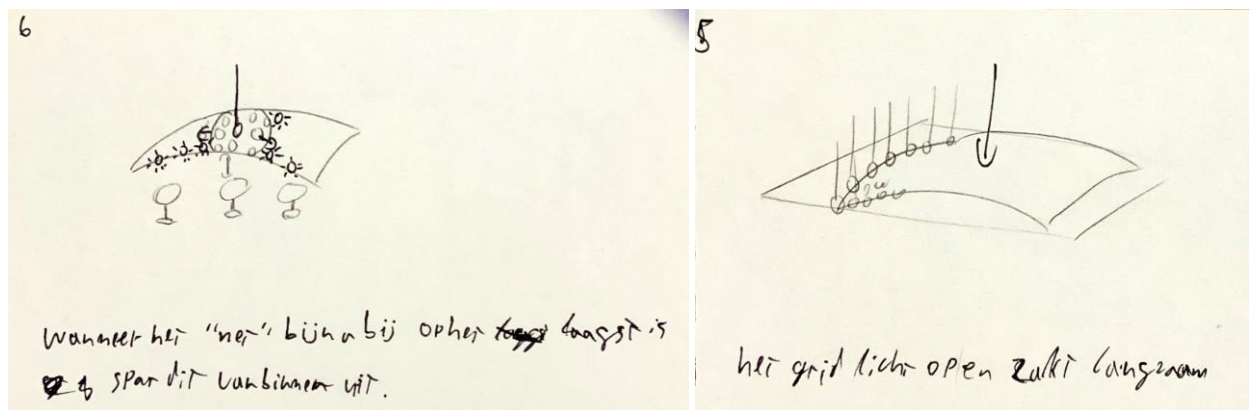 6
wanneer het "net" bijna bij op het laagst is
spat dit van binnen uit.
5
het grid licht open zakt langzaam